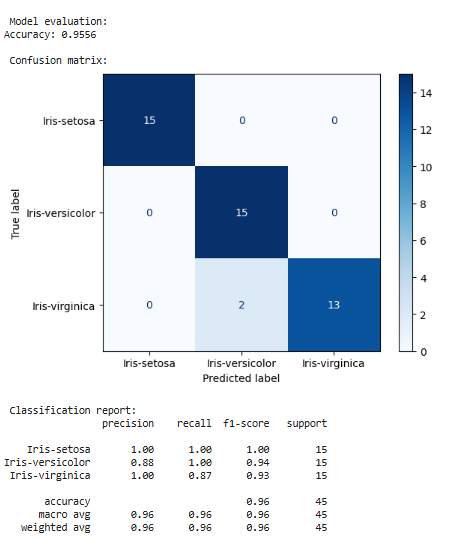 Model evaluation:
Accuracy: 0.9556
Confusion matrix:
True label
Iris-setosa 15 0 0
Iris-versicolor 0 15 0
Iris-virginica 0 2 13
Iris-setosa Iris-versicolor Iris-virginica
Predicted label
14
12
10
8
6
4
2
0
Classification report:
precision recall f1-score support
Iris-setosa 1.00 1.00 1.00 15
Iris-versicolor 0.88 1.00 0.94 15
Iris-virginica 1.00 0.87 0.93 15
accuracy 0.96 45
macro avg 0.96 0.96 0.96 45
weighted avg 0.96 0.96 0.96 45